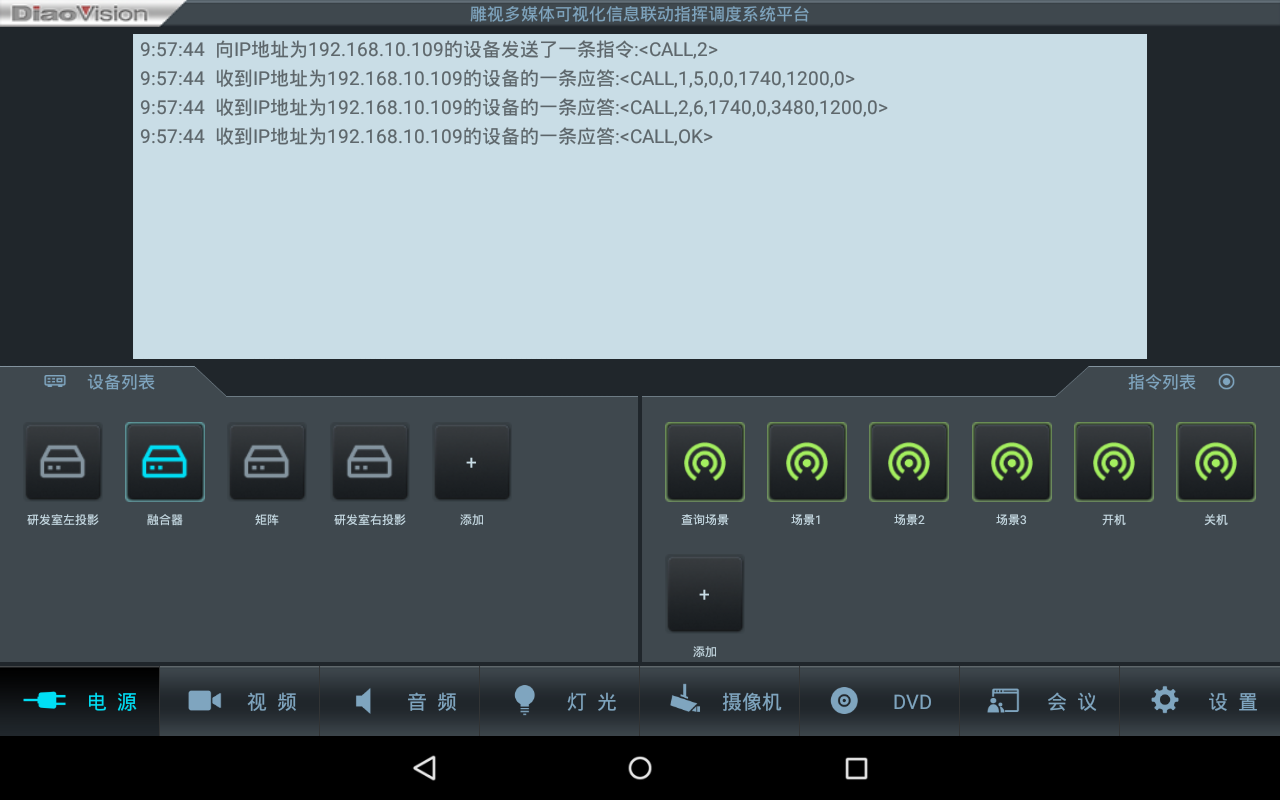 DiaoVision
雕视多媒体可视化信息联动指挥调度系统平台
9:57:44 向IP地址为192.168.10.109的设备发送了一条指令:<CALL,2>
9:57:44 收到IP地址为192.168.10.109的设备的一条应答:<CALL,1,5,0,0,1740,1200,0>
9:57:44 收到IP地址为192.168.10.109的设备的一条应答:<CALL,2,6,1740,0,3480,1200,0>
9:57:44 收到IP地址为192.168.10.109的设备的一条应答:<CALL,OK>
设备列表
指令列表
+
研发室左投影 融合器 矩阵 研发室右投影 添加
查询场景 场景1 场景2 场景3 开机 关机
+
添加
电 源 视 频 音 频 灯 光 摄像机 DVD 会 议 设 置